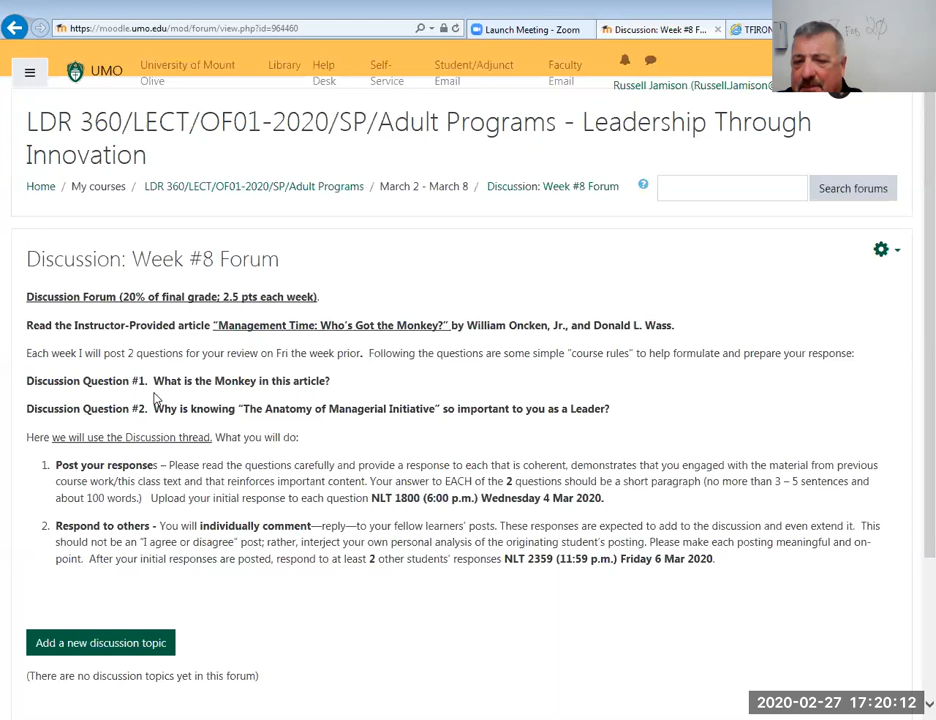 https://moodle.umo.edu/mod/forum/view.php?id=964460
Launch Meeting - Zoom
Discussion: Week #8 F...
TFIRON
UMO
University of Mount Olive
Library
Help Desk
Self-Service
Student/Adjunct Email
Faculty Email
Russell Jamison (Russell.Jamison@
LDR 360/LECT/OF01-2020/SP/Adult Programs - Leadership Through
Innovation
Home / My courses / LDR 360/LECT/OF01-2020/SP/Adult Programs / March 2 - March 8 / Discussion: Week #8 Forum
Search forums
Discussion: Week #8 Forum
Discussion Forum (20% of final grade; 2.5 pts each week).
Read the Instructor-Provided article "Management Time: Who's Got the Monkey?" by William Oncken, Jr., and Donald L. Wass.
Each week I will post 2 questions for your review on Fri the week prior. Following the questions are some simple "course rules" to help formulate and prepare your response:
Discussion Question #1. What is the Monkey in this article?
Discussion Question #2. Why is knowing "The Anatomy of Managerial Initiative" so important to you as a Leader?
Here we will use the Discussion thread. What you will do:
1. Post your responses – Please read the questions carefully and provide a response to each that is coherent, demonstrates that you engaged with the material from previous
course work/this class text and that reinforces important content. Your answer to EACH of the 2 questions should be a short paragraph (no more than 3 – 5 sentences and
about 100 words.) Upload your initial response to each question NLT 1800 (6:00 p.m.) Wednesday 4 Mar 2020.
2. Respond to others - You will individually comment—reply—to your fellow learners' posts. These responses are expected to add to the discussion and even extend it. This
should not be an "I agree or disagree" post; rather, interject your own personal analysis of the originating student's posting. Please make each posting meaningful and on-
point. After your initial responses are posted, respond to at least 2 other students' responses NLT 2359 (11:59 p.m.) Friday 6 Mar 2020.
Add a new discussion topic
(There are no discussion topics yet in this forum)
2020-02-27 17:20:12